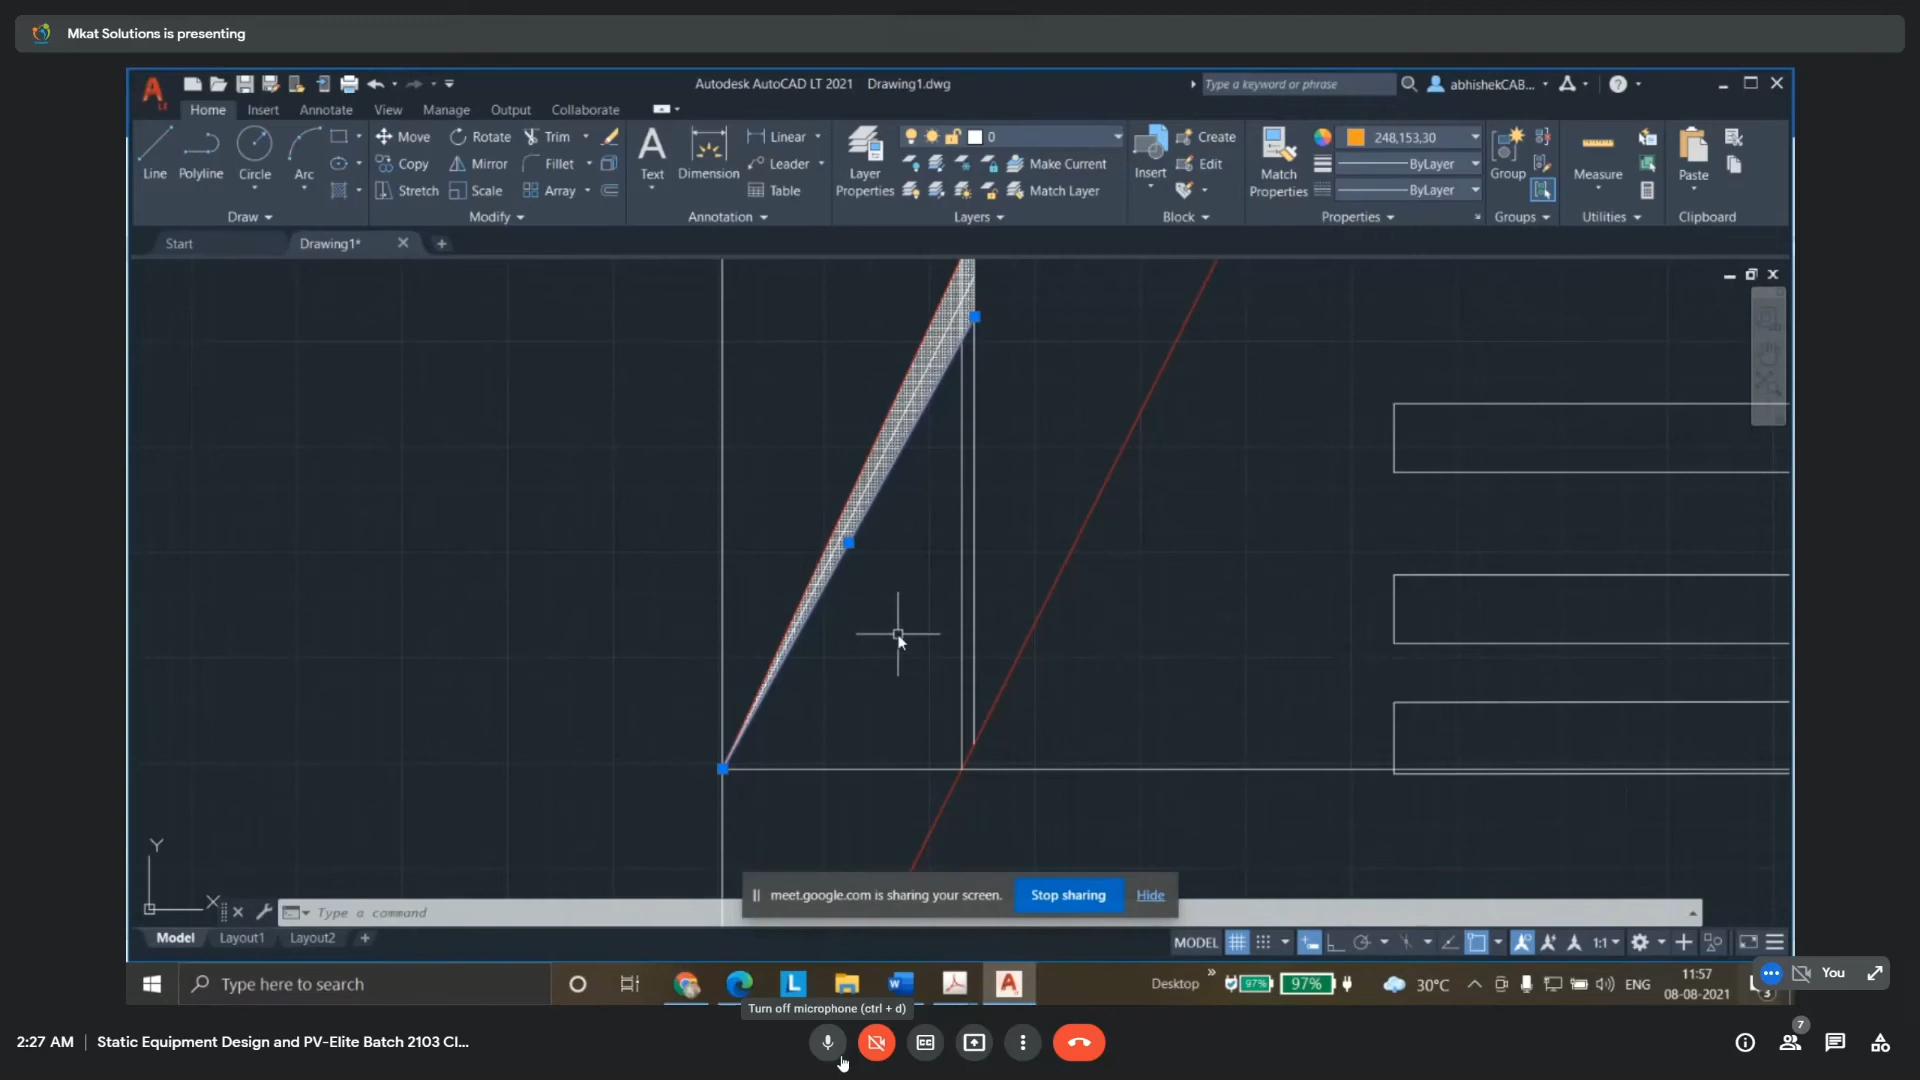 Mkat Solutions is presenting
Autodesk AutoCAD LT 2021 Drawing1.dwg
Type a keyword or phrase
abhishekCAB...
Home Insert Annotate View Manage Output Collaborate
Line Polyline Circle Arc
Move Rotate Trim
Copy Mirror Fillet
Stretch Scale Array
Text Dimension
Linear
Leader
Table
Layer Properties
0
Make Current
Match Layer
Insert
Create
Edit
Match Properties
248,153,30
ByLayer
ByLayer
Group
Measure
Paste
Draw Modify Annotation Layers Block Properties Groups Utilities Clipboard
Start Drawing1* +
Y
X
Type a command
meet.google.com is sharing your screen. Stop sharing Hide
Model Layout1 Layout2 +
MODEL 1:1
Type here to search
Desktop 97% 97% 30°C ENG
11:57
08-08-2021
3
You
Turn off microphone (ctrl + d)
2:27 AM Static Equipment Design and PV-Elite Batch 2103 Cl...
7